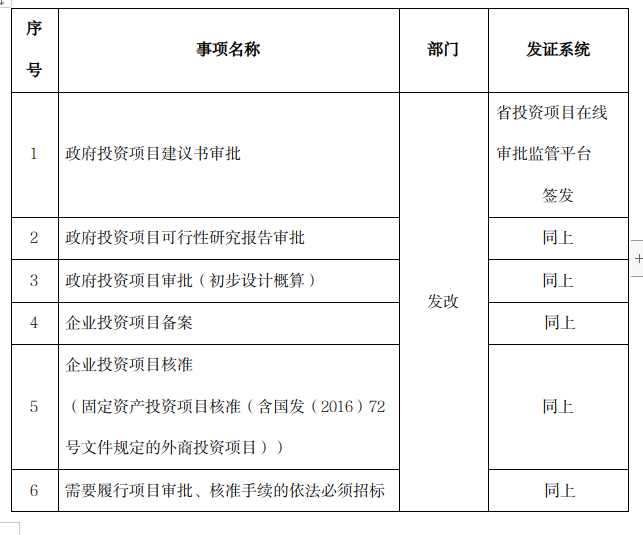 序号 事项名称 部门 发证系统
省投资项目在线
1 政府投资项目建议书审批 审批监管平台
签发
2 政府投资项目可行性研究报告审批 同上
3 政府投资项目审批（初步设计概算） 同上
发改
4 企业投资项目备案 同上
企业投资项目核准
5 （固定资产投资项目核准（含国发（2016）72 同上
号文件规定的外商投资项目））
6 需要履行项目审批、核准手续的依法必须招标 同上